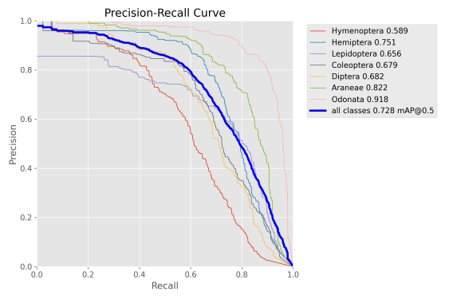 Precision-Recall Curve
1.0
0.8
0.6
0.4
0.2
0.0
Precision
0.0 0.2 0.4 0.6 0.8 1.0
Recall
Hymenoptera 0.589
Hemiptera 0.751
Lepidoptera 0.656
Coleoptera 0.679
Diptera 0.682
Araneae 0.822
Odonata 0.918
all classes 0.728 mAP@0.5